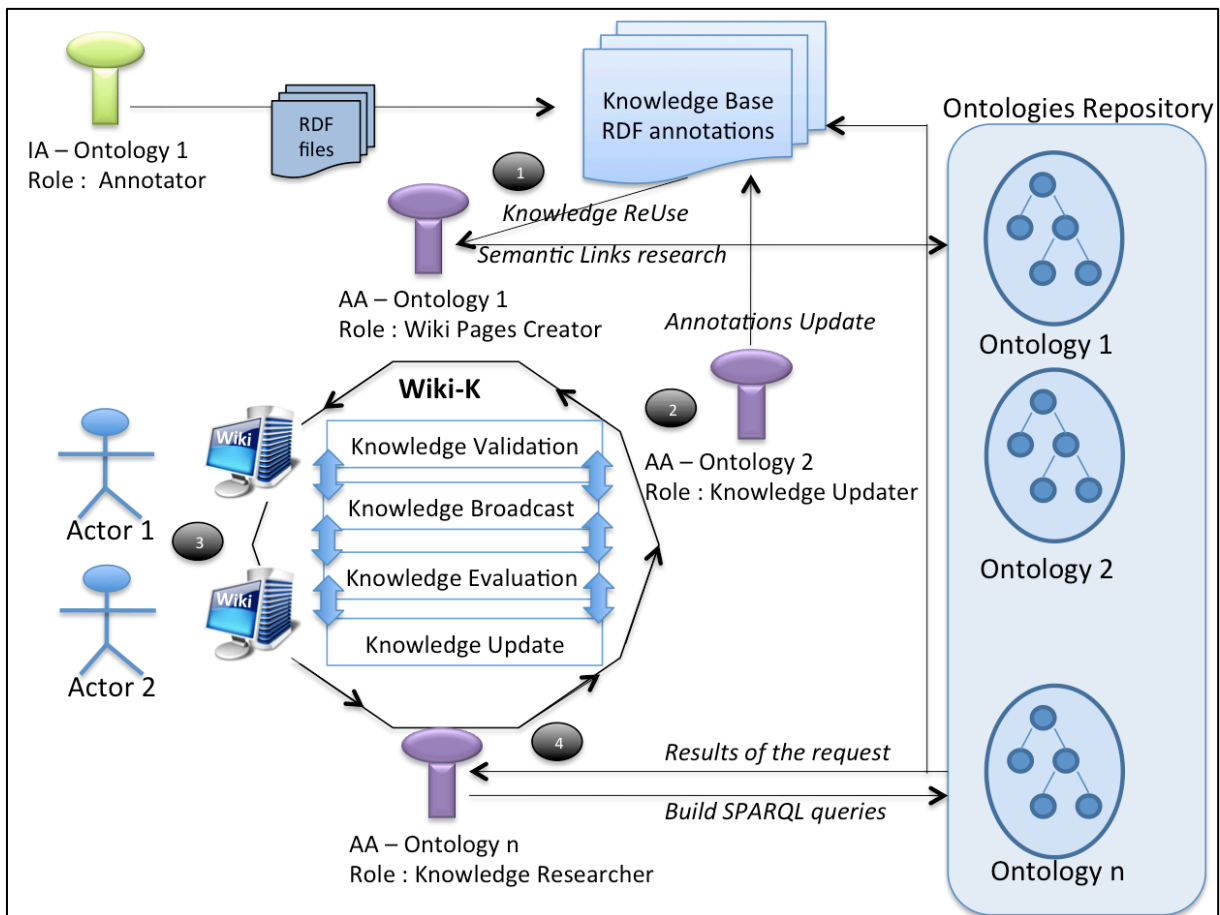 Knowledge Base
RDF annotations
Ontologies Repository
RDF
files
IA – Ontology 1
Role :  Annotator
1
Knowledge ReUse
Semantic Links research
AA – Ontology 1
Role : Wiki Pages Creator
Annotations Update
Ontology 1
Wiki-K
2
Wiki
Knowledge Validation
AA – Ontology 2
Role : Knowledge Updater
Knowledge Broadcast
Actor 1
3
Ontology 2
Knowledge Evaluation
Wiki
Knowledge Update
Actor 2
4
Results of the request
Build SPARQL queries
AA – Ontology n
Role : Knowledge Researcher
Ontology n